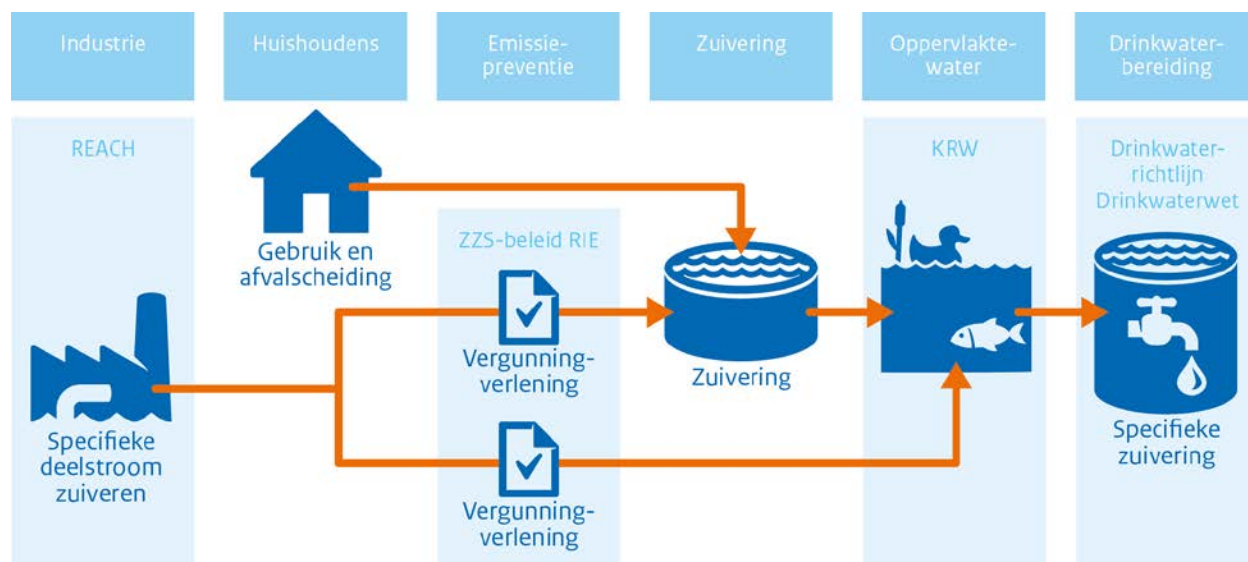 Industrie
Huishoudens
Emissie-
preventie
Zuivering
Oppervlakte-
water
Drinkwater-
bereiding
REACH
Specifieke
deelstroom
zuiveren
Gebruik en
afvalscheiding
ZZS-beleid RIE
Vergunning-
verlening
Vergunning-
verlening
Zuivering
KRW
Drinkwater-
richtlijn
Drinkwaterwet
Specifieke
zuivering